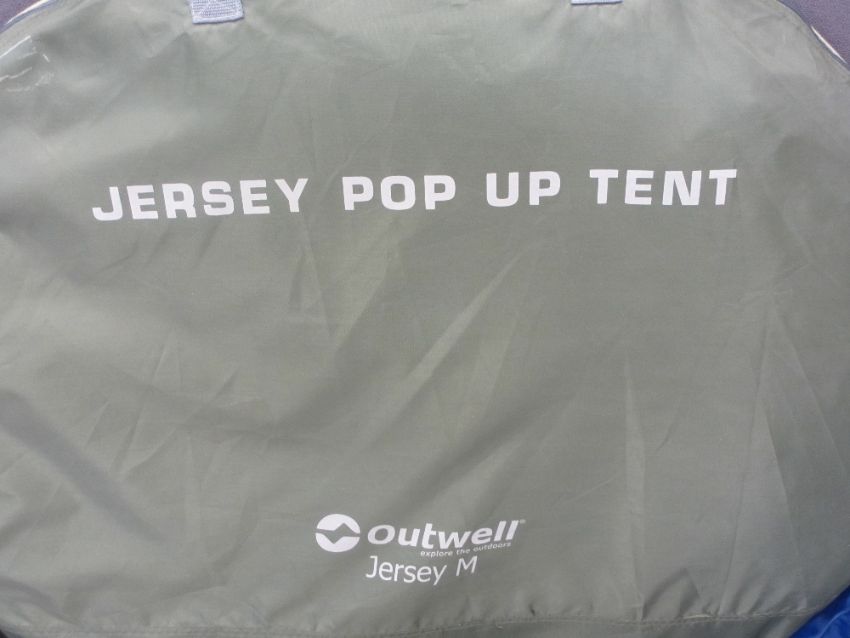 JERSEY POP UP TENT
outwell®
explore the outdoors
Jersey M